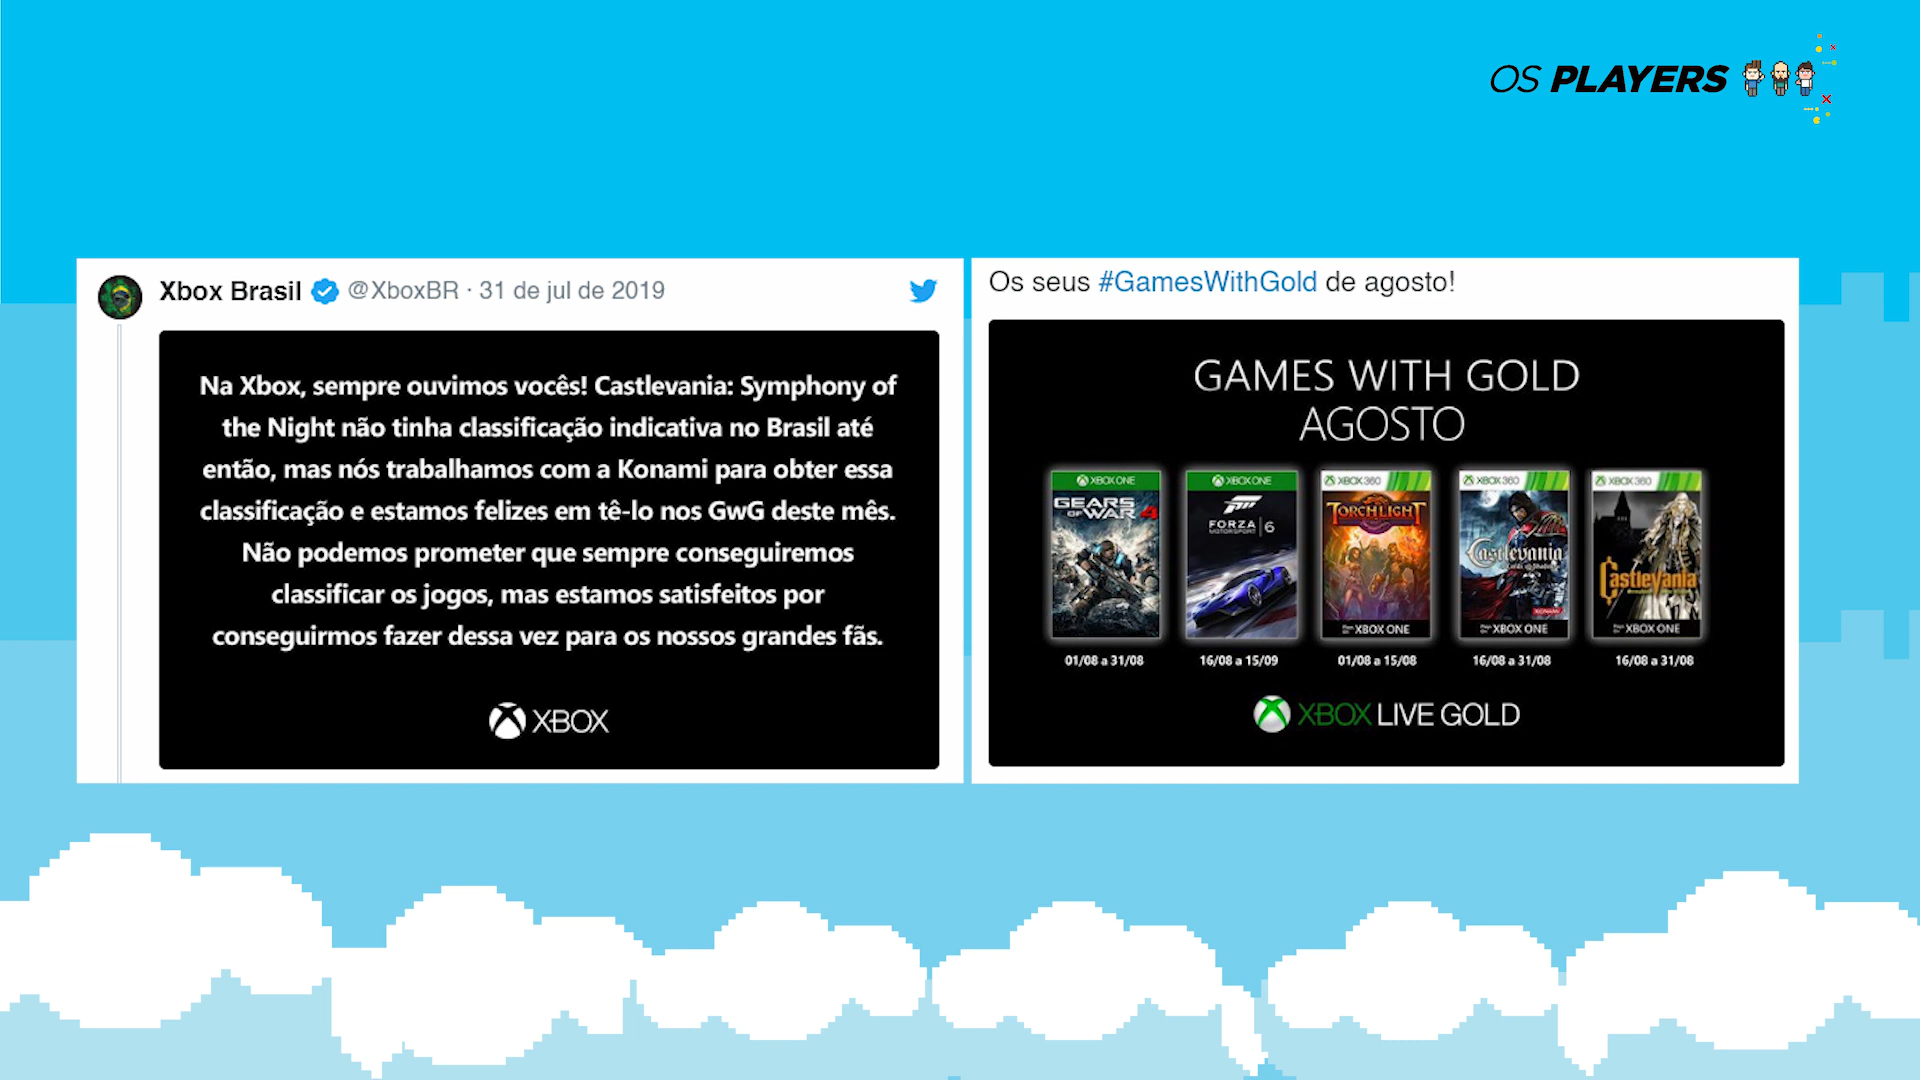 OS PLAYERS
Xbox Brasil @XboxBR · 31 de jul de 2019
Na Xbox, sempre ouvimos vocês! Castlevania: Symphony of
the Night não tinha classificação indicativa no Brasil até
então, mas nós trabalhamos com a Konami para obter essa
classificação e estamos felizes em tê-lo nos GwG deste mês.
Não podemos prometer que sempre conseguiremos
classificar os jogos, mas estamos satisfeitos por
conseguirmos fazer dessa vez para os nossos grandes fãs.
XBOX
Os seus #GamesWithGold de agosto!
GAMES WITH GOLD
AGOSTO
XBOX ONE
GEARS
OF WAR 4
01/08 a 31/08
XBOX ONE
FORZA
MOTORSPORT 6
16/08 a 15/09
XBOX 360
TORCHLIGHT
XBOX ONE
01/08 a 15/08
XBOX 360
Castlevania
KONAMI
XBOX ONE
16/08 a 31/08
XBOX 360
Castlevania
XBOX ONE
16/08 a 31/08
XBOX LIVE GOLD